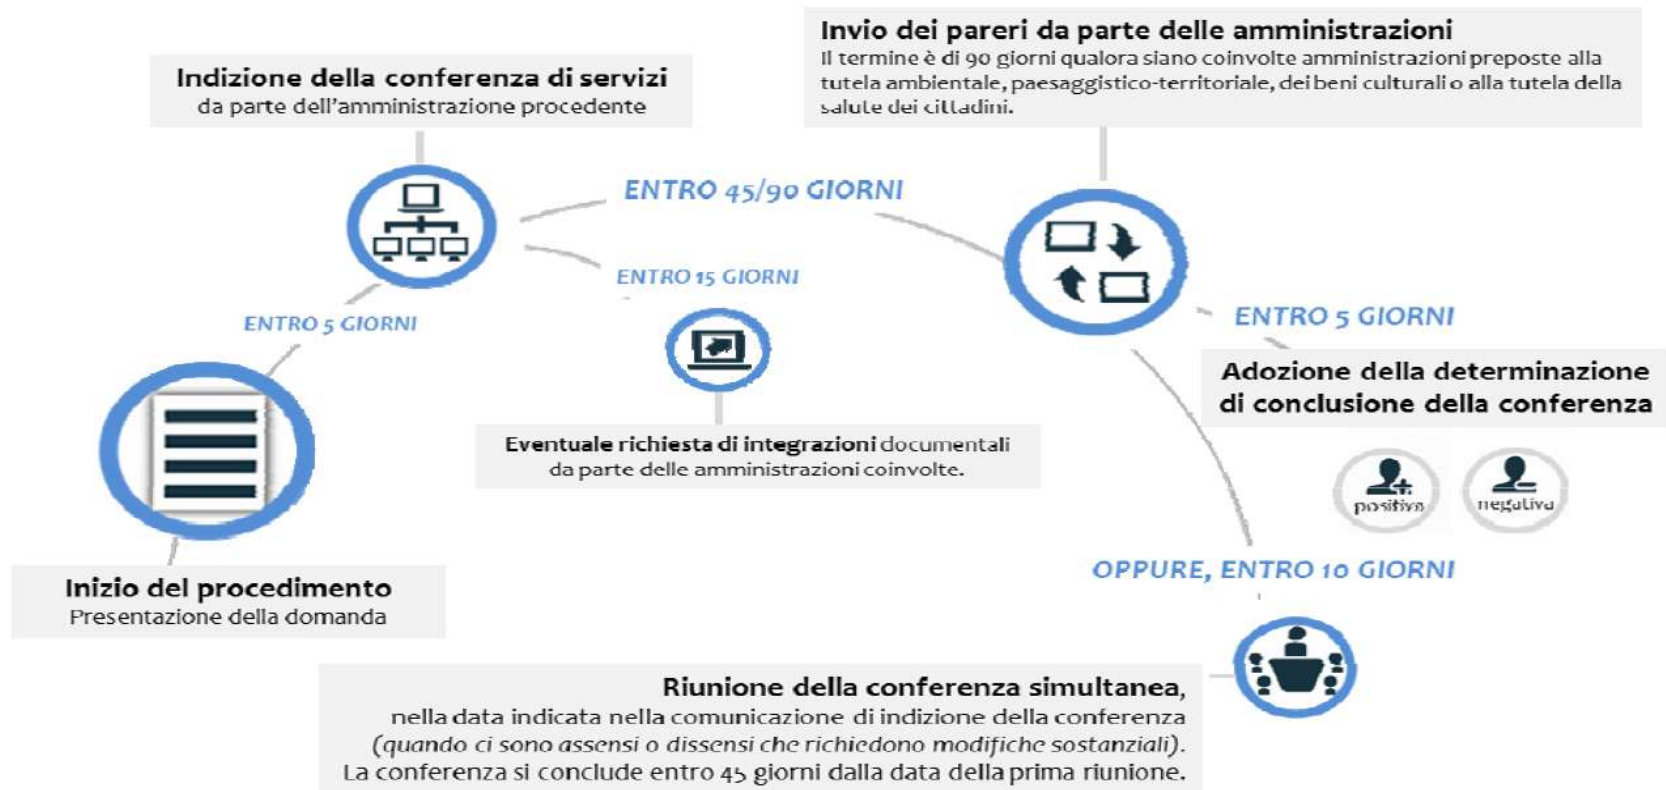 Invio dei pareri da parte delle amministrazioni
Il termine è di 90 giorni qualora siano coinvolte amministrazioni preposte alla
tutela ambientale, paesaggistico-territoriale, dei beni culturali o alla tutela della
salute dei cittadini.
Indizione della conferenza di servizi
da parte dell'amministrazione procedente
ENTRO 45/90 GIORNI
ENTRO 15 GIORNI
ENTRO 5 GIORNI
ENTRO 5 GIORNI
Adozione della determinazione
di conclusione della conferenza
positiva
negativa
Eventuale richiesta di integrazioni documentali
da parte delle amministrazioni coinvolte.
Inizio del procedimento
Presentazione della domanda
OPPURE, ENTRO 10 GIORNI
Riunione della conferenza simultanea,
nella data indicata nella comunicazione di indizione della conferenza
(quando ci sono assensi o dissensi che richiedono modifiche sostanziali).
La conferenza si conclude entro 45 giorni dalla data della prima riunione.